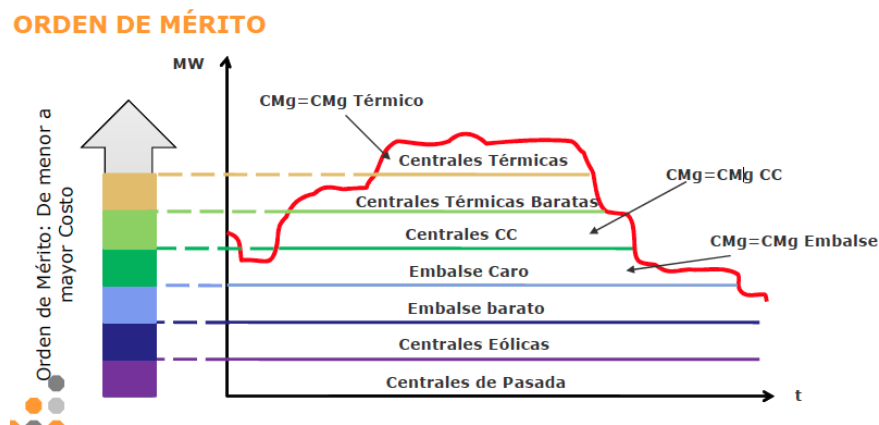 ORDEN DE MÉRITO
MW
CMg=CMg Térmico
Centrales Térmicas
CMg=CMg CC
Centrales Térmicas Baratas
Centrales CC
CMg=CMg Embalse
Embalse Caro
Embalse barato
Centrales Eólicas
Centrales de Pasada
t
Orden de Mérito: De menor a
mayor Costo